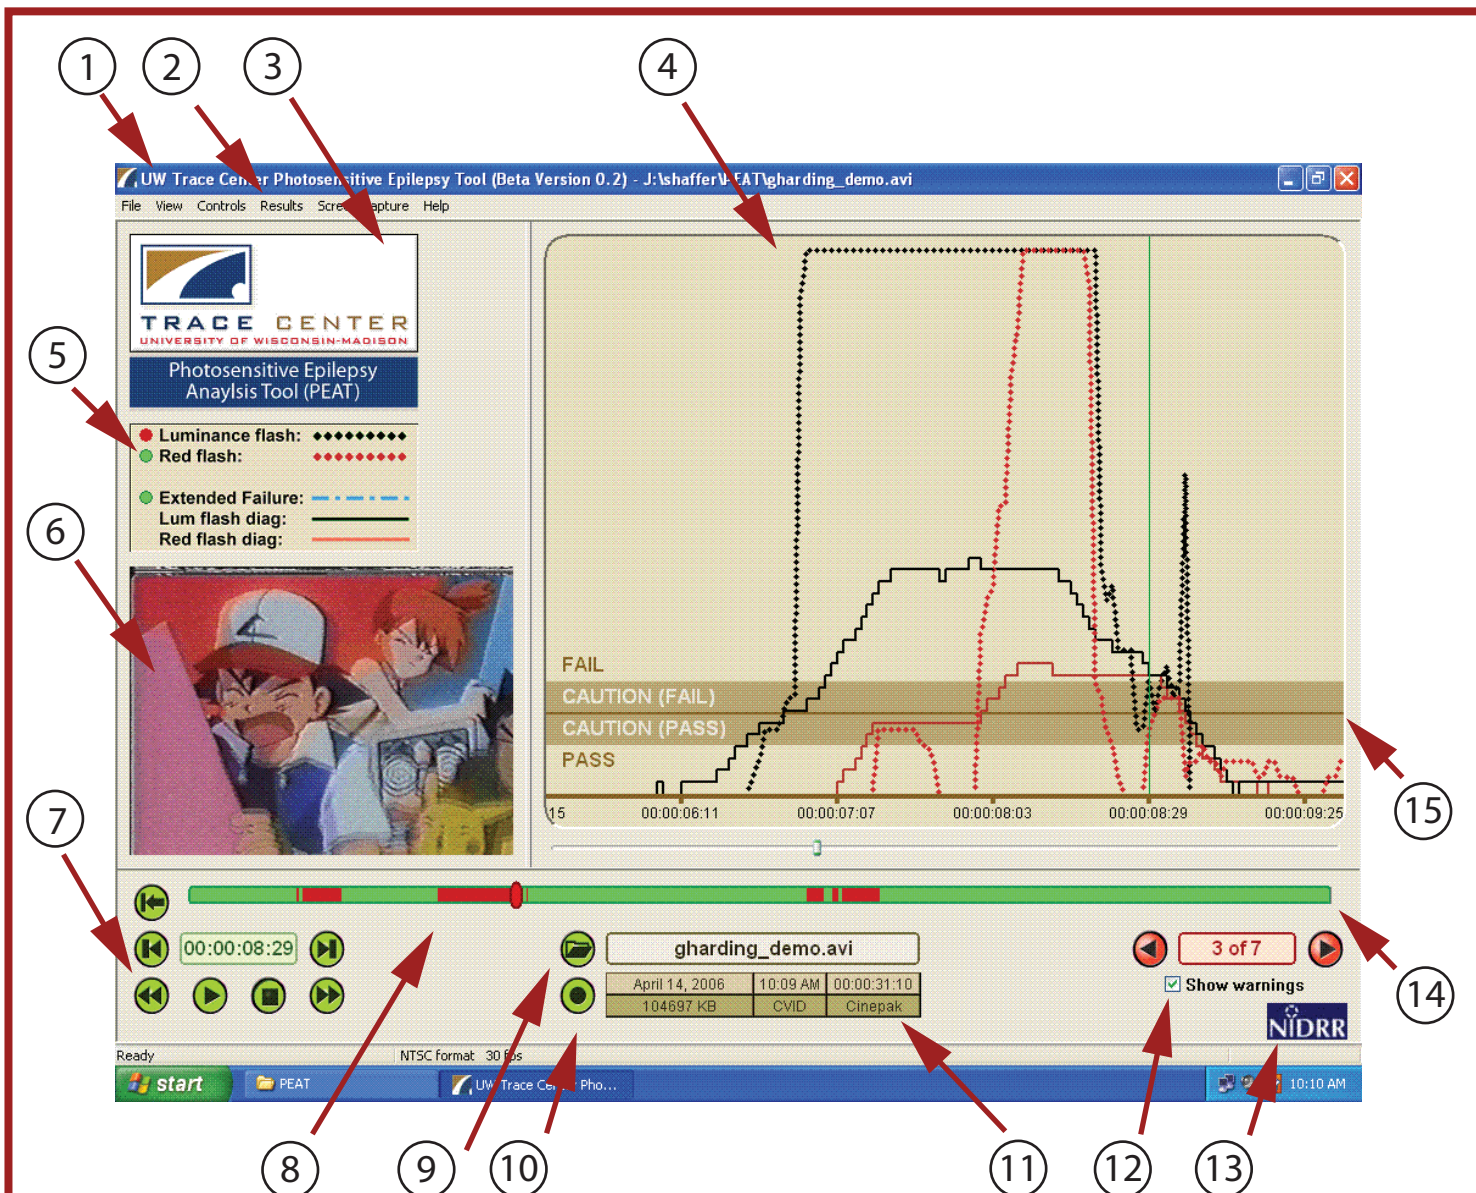 1
2
3
4
UW Trace Center Photosensitive Epilepsy Tool (Beta Version 0.2) - J:\shaffer\PEAT\gharding_demo.avi
File View Controls Results Screen Capture Help
TRACE CENTER
UNIVERSITY OF WISCONSIN-MADISON
Photosensitive Epilepsy
Anaylsis Tool (PEAT)
5
Luminance flash:
Red flash:
Extended Failure:
Lum flash diag:
Red flash diag:
6
FAIL
CAUTION (FAIL)
CAUTION (PASS)
PASS
15 00:00:06:11 00:00:07:07 00:00:08:03 00:00:08:29 00:00:09:25
15
7
00:00:08:29
gharding_demo.avi
April 14, 2006 10:09 AM 00:00:31:10
104697 KB CVID Cinepak
3 of 7
Show warnings
NIDRR
14
Ready NTSC format 30 fps
start PEAT UW Trace Center Pho... 10:10 AM
8
9
10
11
12
13